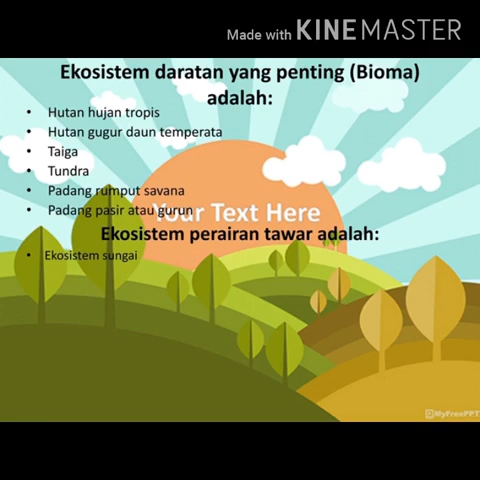 Made with KINEMASTER
Ekosistem daratan yang penting (Bioma)
adalah:
• Hutan hujan tropis
• Hutan gugur daun temperata
• Taiga
• Tundra
• Padang rumput savana
• Padang pasir atau gurun
Your Text Here
Ekosistem perairan tawar adalah:
• Ekosistem sungai
MyFreePPT